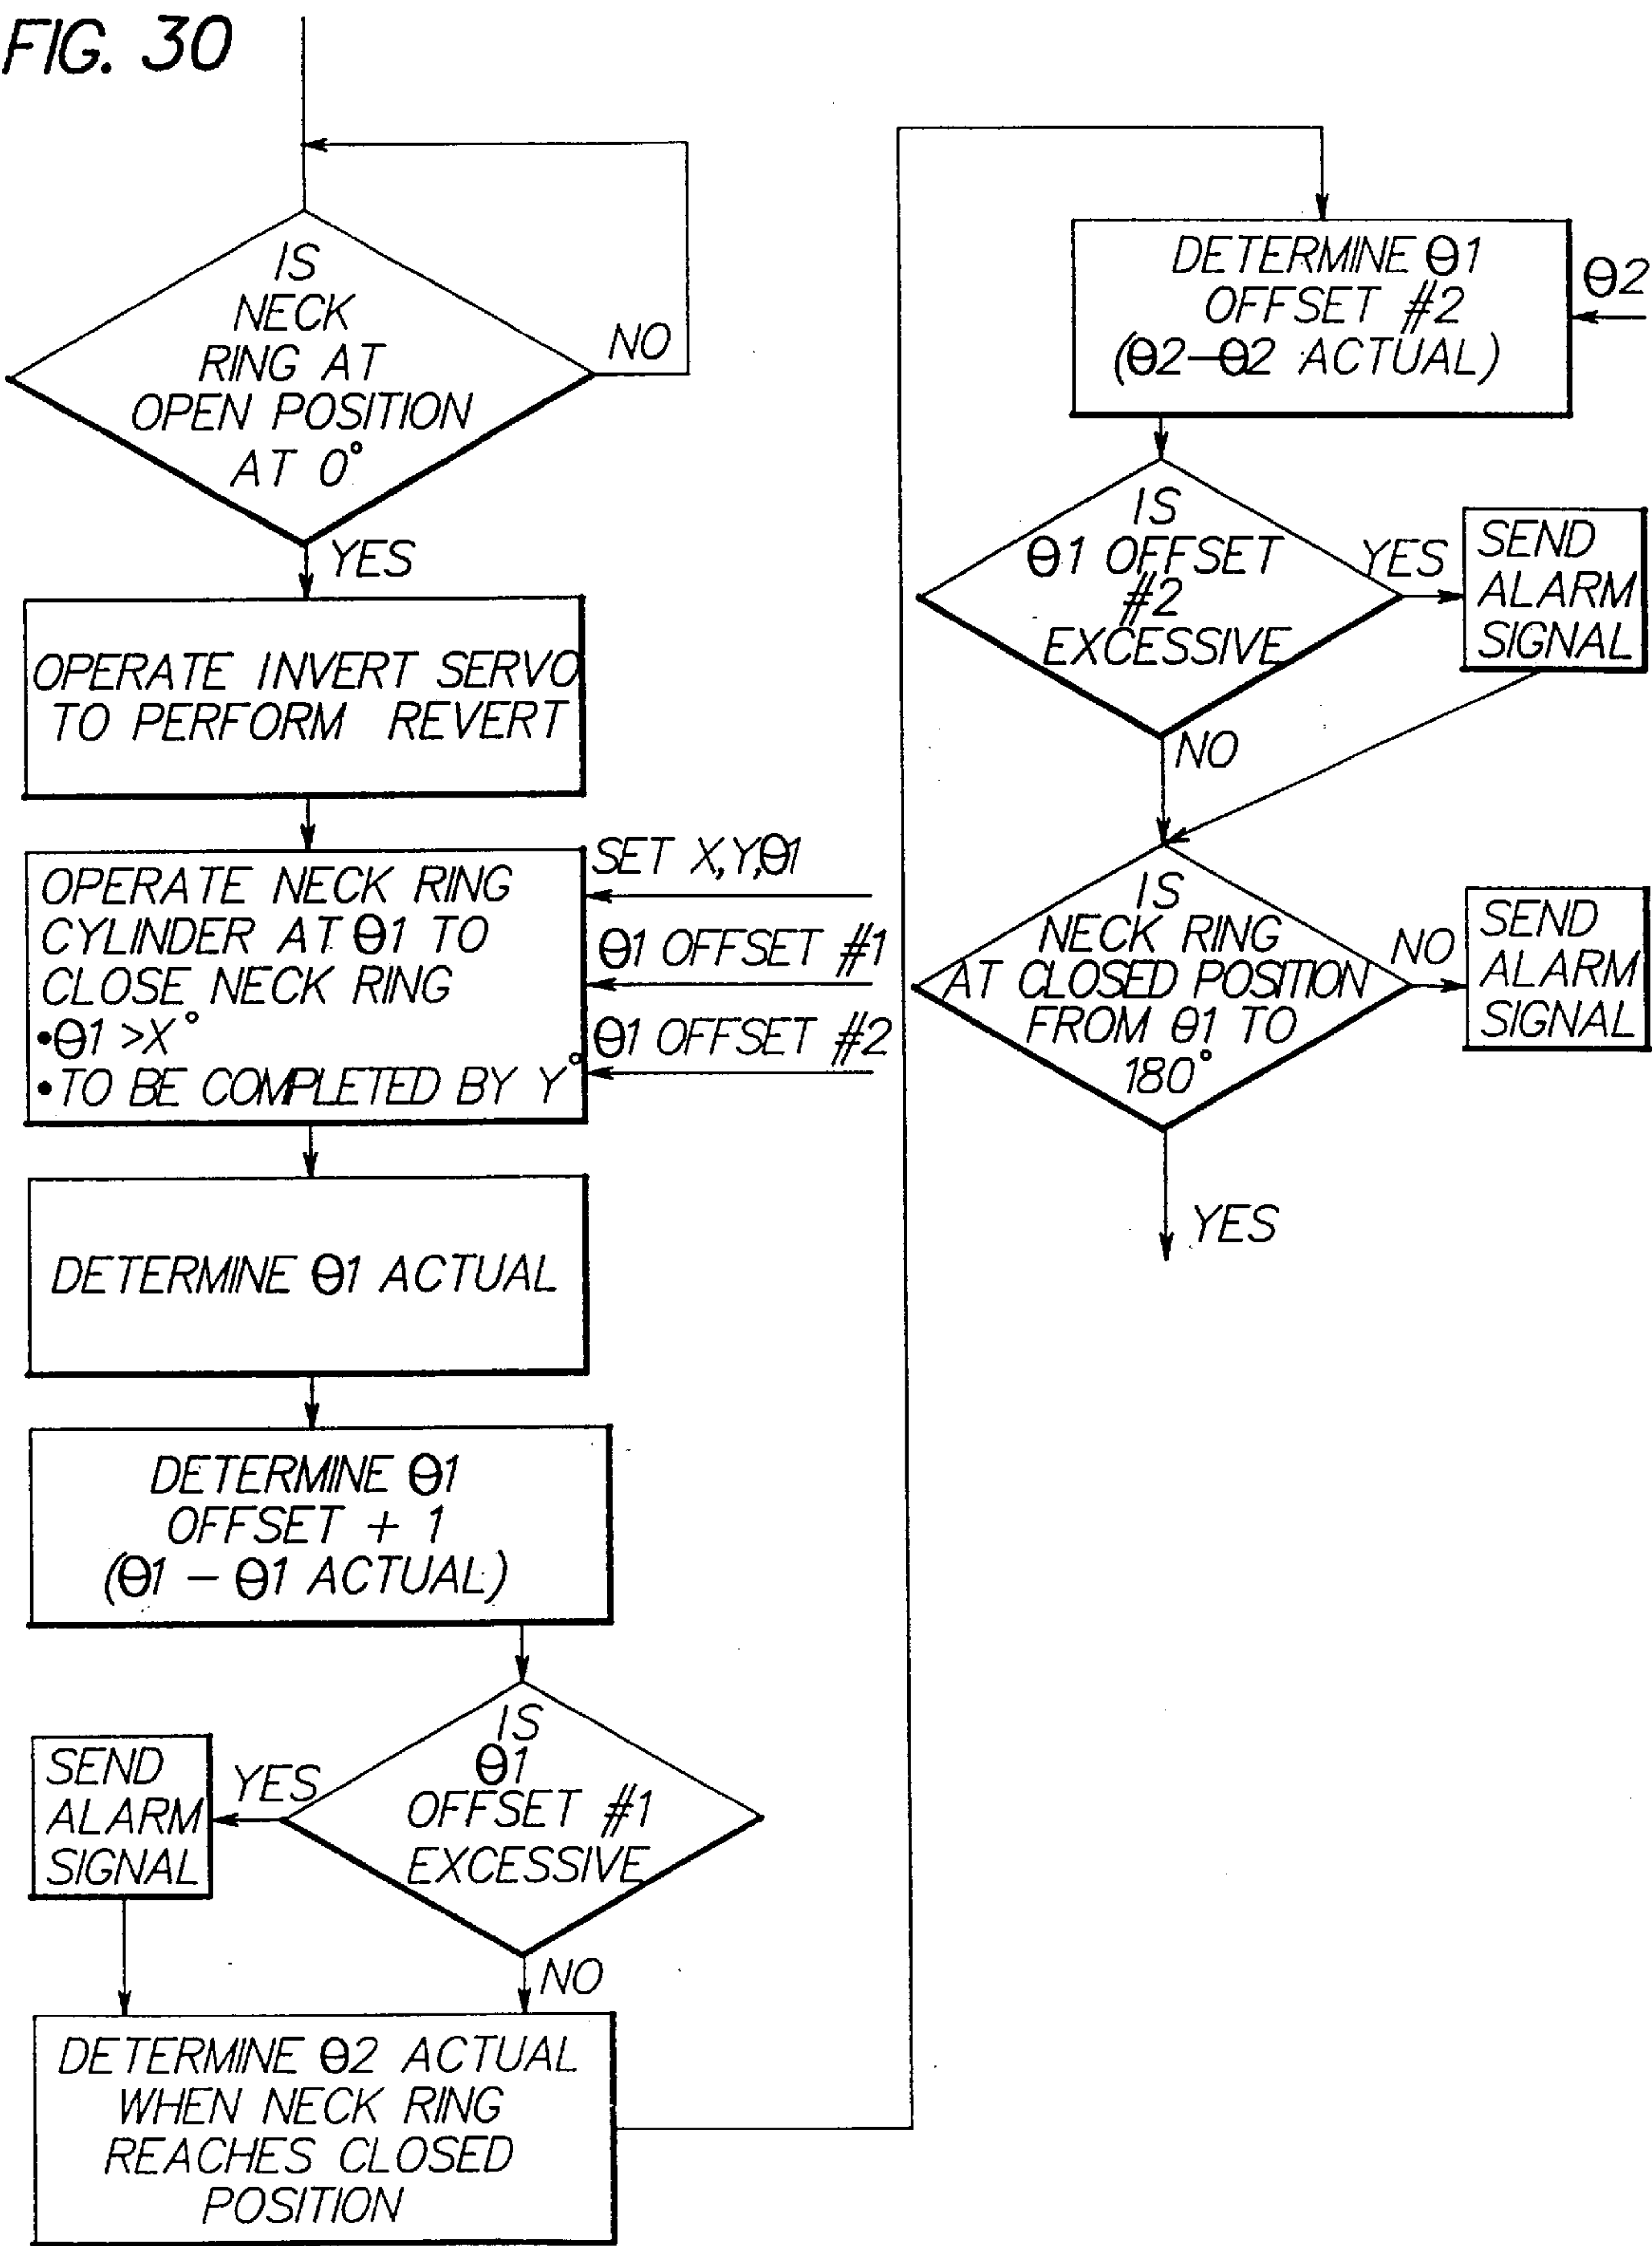 FIG. 30
IS
NECK
RING AT
OPEN POSITION
AT 0°
NO
YES
OPERATE INVERT SERVO
TO PERFORM REVERT
OPERATE NECK RING
CYLINDER AT θ1 TO
CLOSE NECK RING
•θ1 >X°
•TO BE COMPLETED BY Y°
SET X,Y,θ1
θ1 OFFSET #1
θ1 OFFSET #2
DETERMINE θ1 ACTUAL
DETERMINE θ1
OFFSET + 1
(θ1 – θ1 ACTUAL)
IS
θ1
OFFSET #1
EXCESSIVE
YES
SEND
ALARM
SIGNAL
NO
DETERMINE θ2 ACTUAL
WHEN NECK RING
REACHES CLOSED
POSITION
DETERMINE θ1
OFFSET #2
(θ2–θ2 ACTUAL)
θ2
IS
θ1 OFFSET
#2
EXCESSIVE
YES
SEND
ALARM
SIGNAL
NO
IS
NECK RING
AT CLOSED POSITION
FROM θ1 TO
180°
NO
SEND
ALARM
SIGNAL
YES